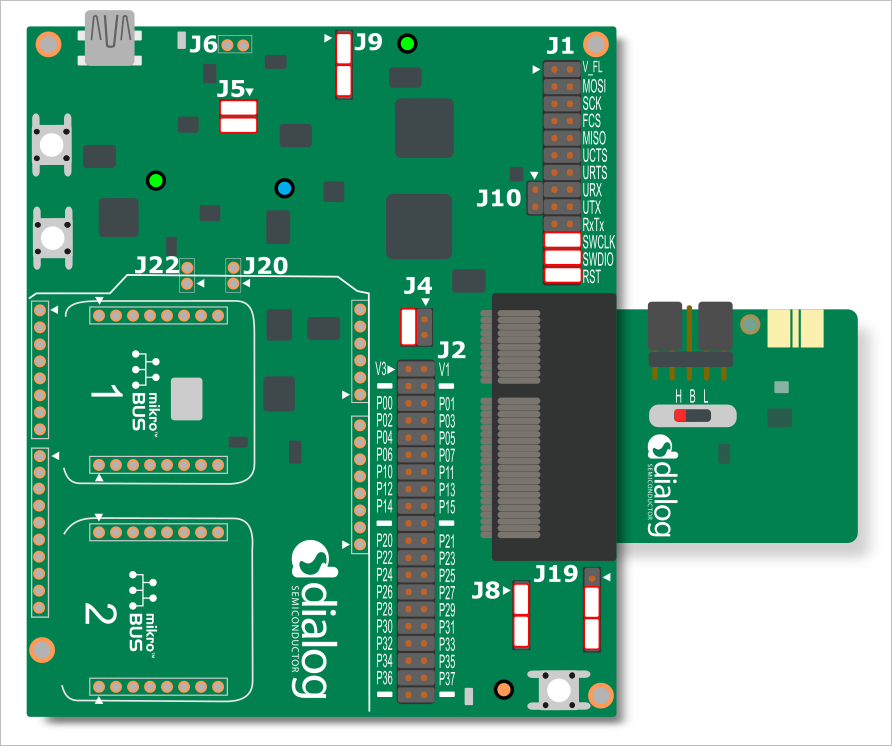 J6
J9
J1
V_FL
MOSI
SCK
FCS
MISO
UCTS
URTS
URX
UTX
RxTx
SWCLK
SWDIO
RST
J5
J10
J22
J20
J4
J2
V3 V1
P00 P01
P02 P03
P04 P05
P06 P07
P10 P11
P12 P13
P14 P15
P20 P21
P22 P23
P24 P25
P26 P27
P28 P29
P30 P31
P32 P33
P34 P35
P36 P37
1
mikro™
BUS
2
mikro™
BUS
dialog
SEMICONDUCTOR
J8
J19
H B L
dialog
SEMICONDUCTOR